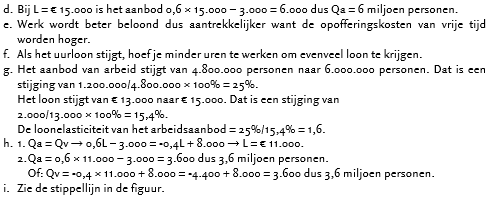 d. Bij L = € 15.000 is het aanbod 0,6 × 15.000 – 3.000 = 6.000 dus Qa = 6 miljoen personen.
e. Werk wordt beter beloond dus aantrekkelijker want de opofferingskosten van vrije tijd
worden hoger.
f. Als het uurloon stijgt, hoef je minder uren te werken om evenveel loon te krijgen.
g. Het aanbod van arbeid stijgt van 4.800.000 personen naar 6.000.000 personen. Dat is een
stijging van 1.200.000/4.800.000 × 100% = 25%.
Het loon stijgt van € 13.000 naar € 15.000. Dat is een stijging van
2.000/13.000 × 100% = 15,4%.
De loonelasticiteit van het arbeidsaanbod = 25%/15,4% = 1,6.
h. 1. Qa = Qv → 0,6L – 3.000 = -0,4L + 8.000 → L = € 11.000.
2. Qa = 0,6 × 11.000 – 3.000 = 3.600 dus 3,6 miljoen personen.
Of: Qv = -0,4 × 11.000 + 8.000 = -4.400 + 8.000 = 3.600 dus 3,6 miljoen personen.
i. Zie de stippellijn in de figuur.